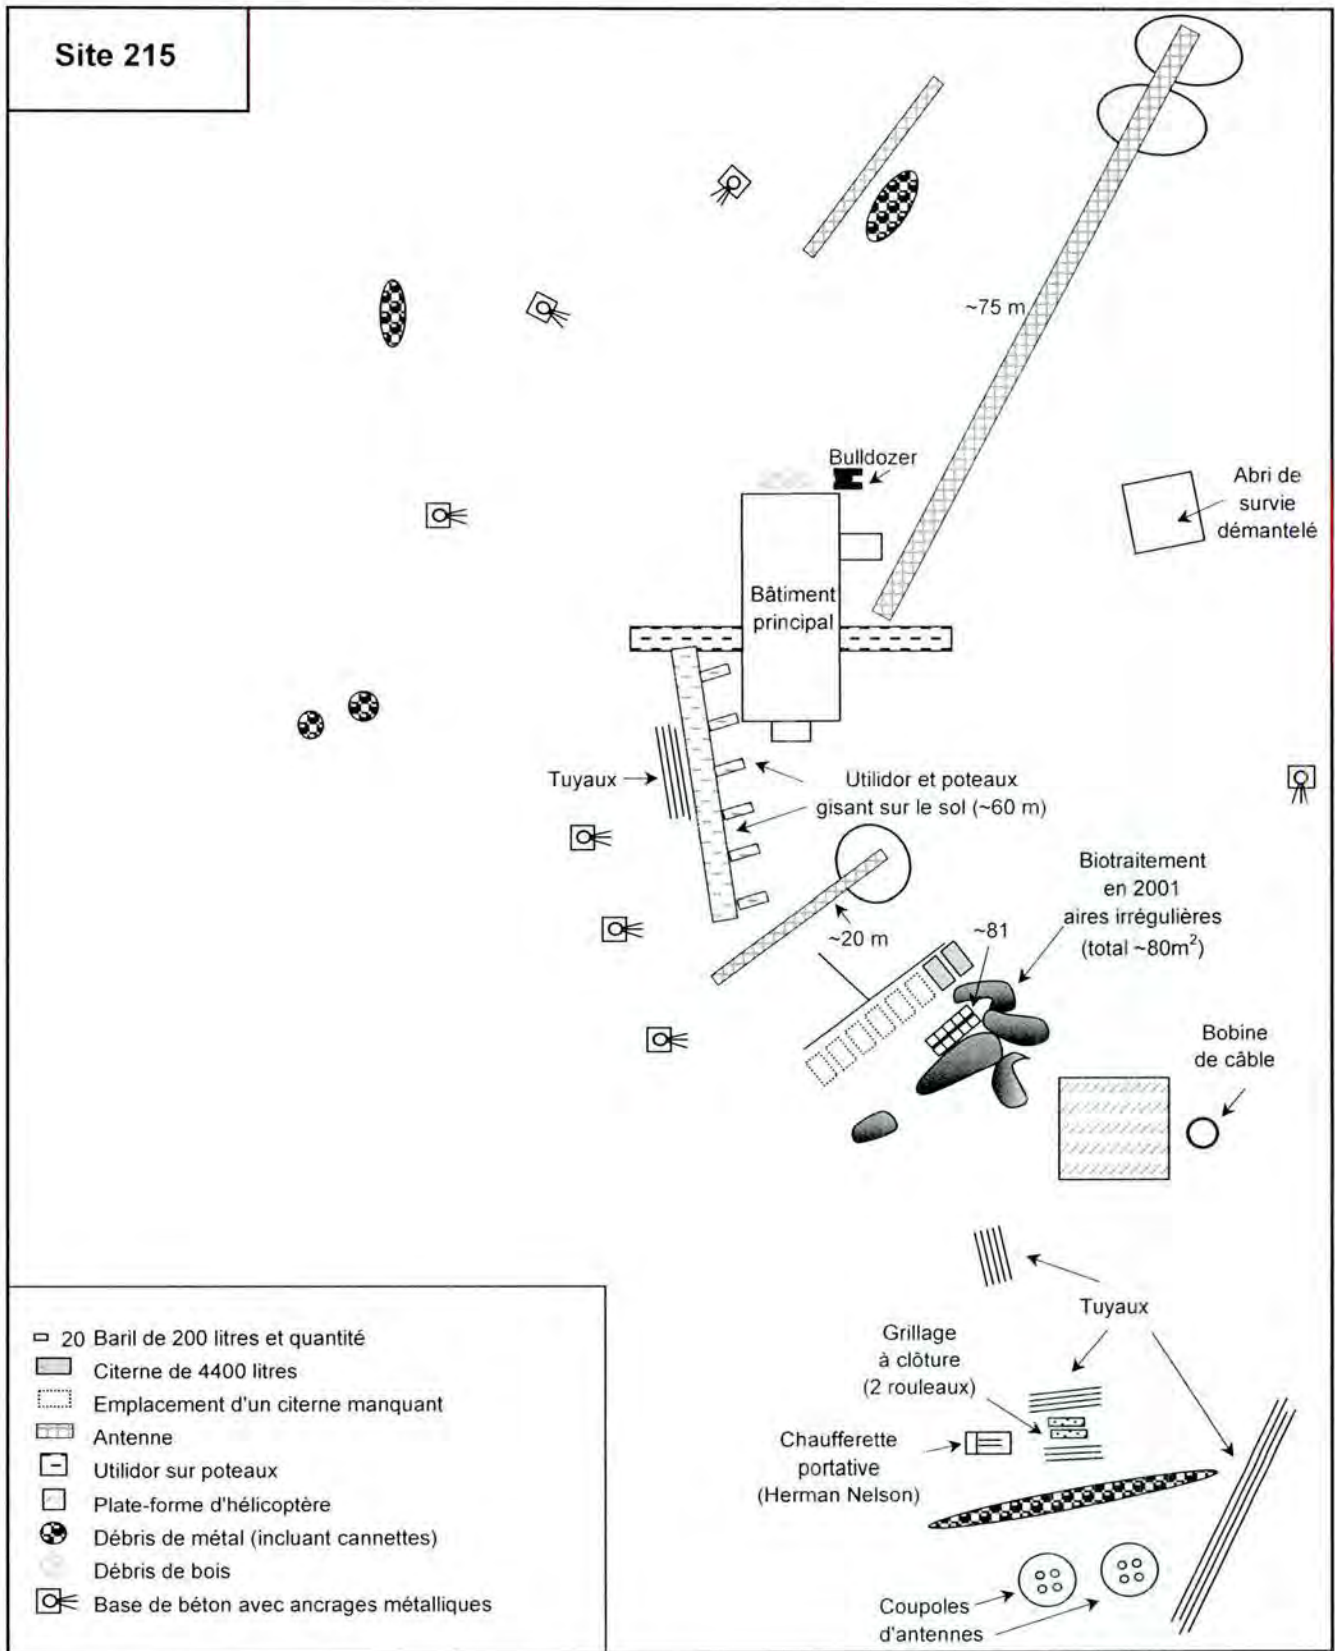 Site 215
~75 m
Bulldozer
Abri de
survie
démantelé
Bâtiment
principal
Tuyaux
Utilidor et poteaux
gisant sur le sol (~60 m)
Biotraitement
en 2001
aires irrégulières
(total ~80m²)
~20 m
~81
Bobine
de câble
Tuyaux
Grillage
à clôture
(2 rouleaux)
Chaufferette
portative
(Herman Nelson)
Coupoles
d'antennes
20 Baril de 200 litres et quantité
Citerne de 4400 litres
Emplacement d'un citerne manquant
Antenne
Utilidor sur poteaux
Plate-forme d'hélicoptère
Débris de métal (incluant cannettes)
Débris de bois
Base de béton avec ancrages métalliques